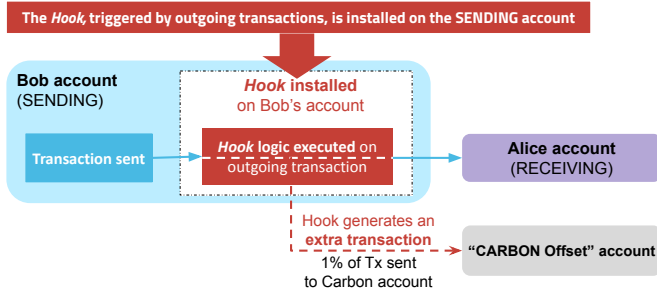 The Hook, triggered by outgoing transactions, is installed on the SENDING account
Bob account
(SENDING)
Hook installed
on Bob's account
Transaction sent
Hook logic executed on
outgoing transaction
Alice account
(RECEIVING)
Hook generates an
extra transaction
1% of Tx sent
to Carbon account
“CARBON Offset” account